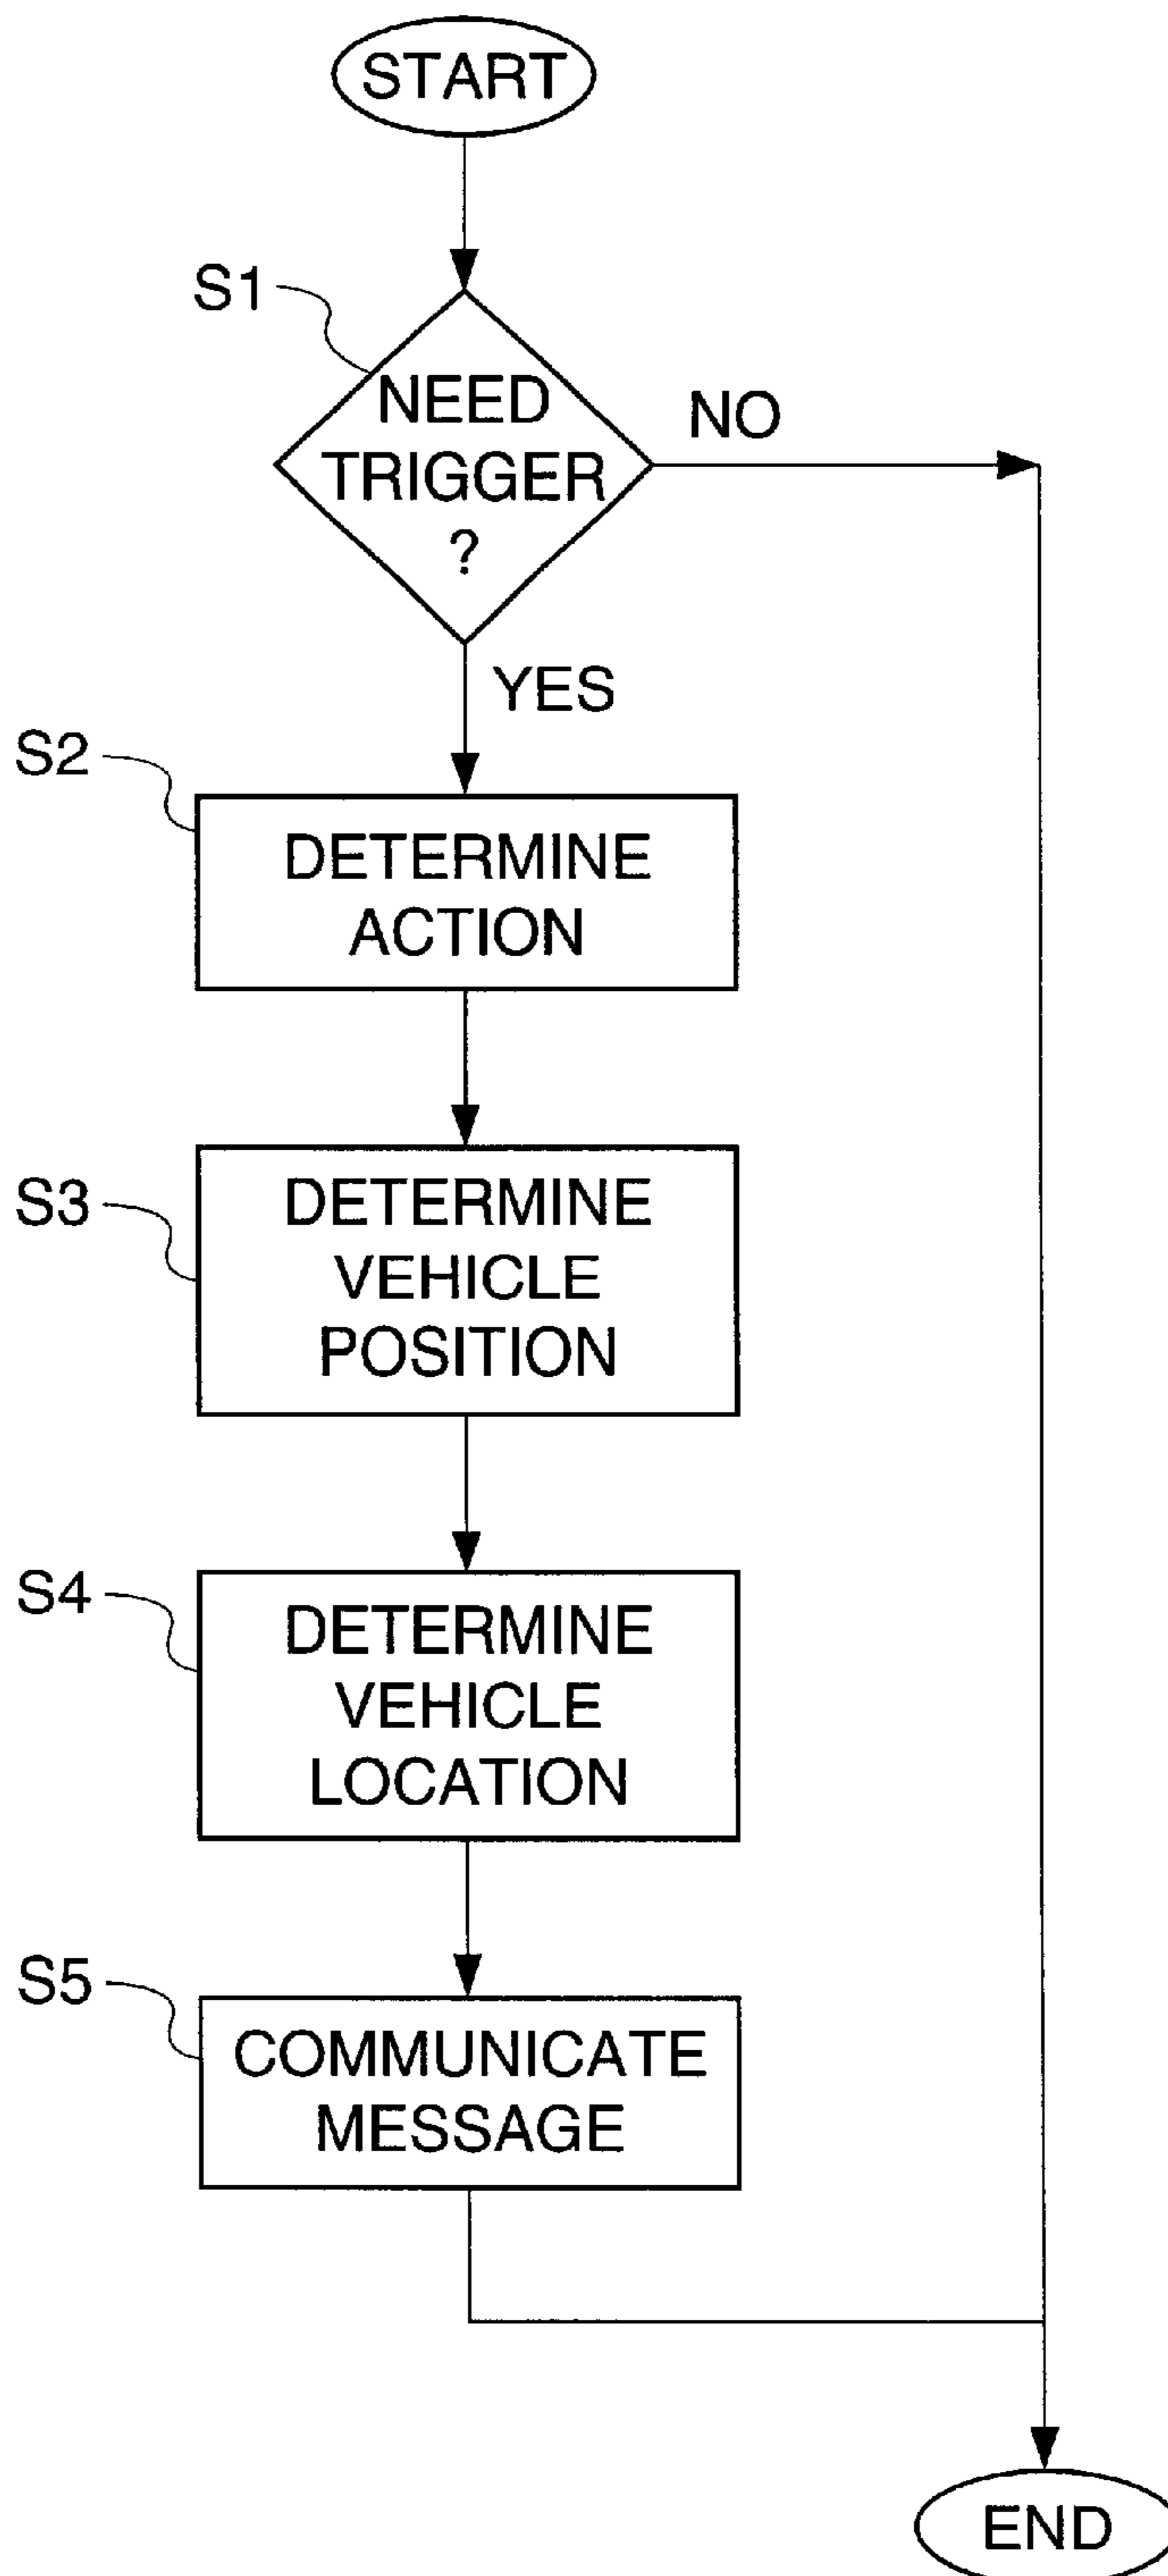 START
S1
NEED
TRIGGER
?
NO
YES
S2
DETERMINE
ACTION
S3
DETERMINE
VEHICLE
POSITION
S4
DETERMINE
VEHICLE
LOCATION
S5
COMMUNICATE
MESSAGE
END